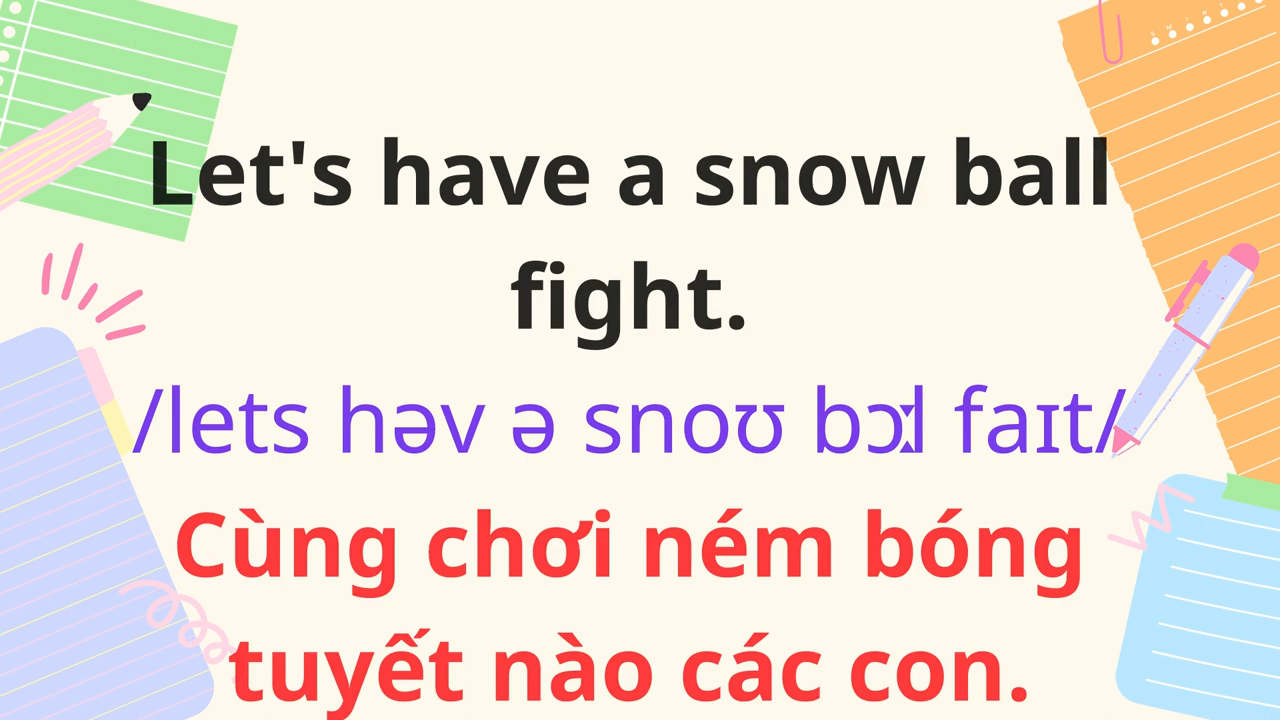 Let's have a snow ball
fight.
/lets həv ə snoʊ bɔːl faɪt/
Cùng chơi ném bóng
tuyết nào các con.